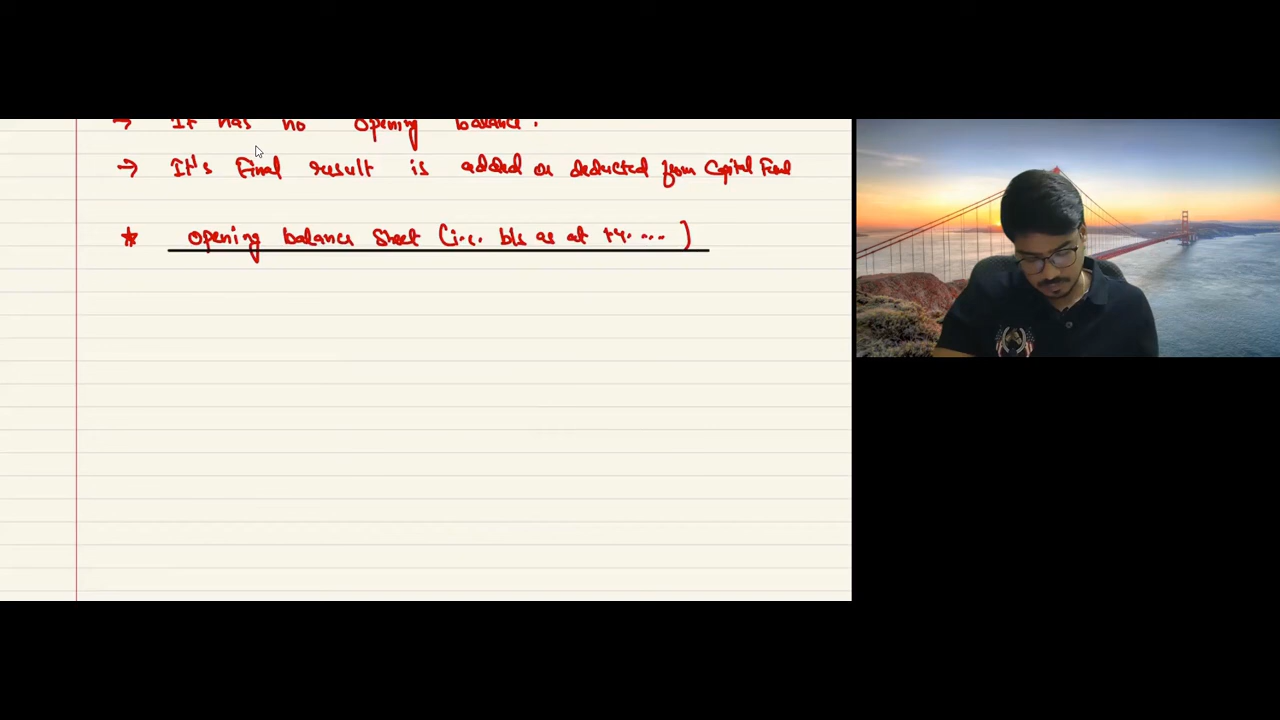 → It has no opening balance.
→ It's Final result is added or deducted from Capital Fund
* Opening balance Sheet (i.e. b/s as at